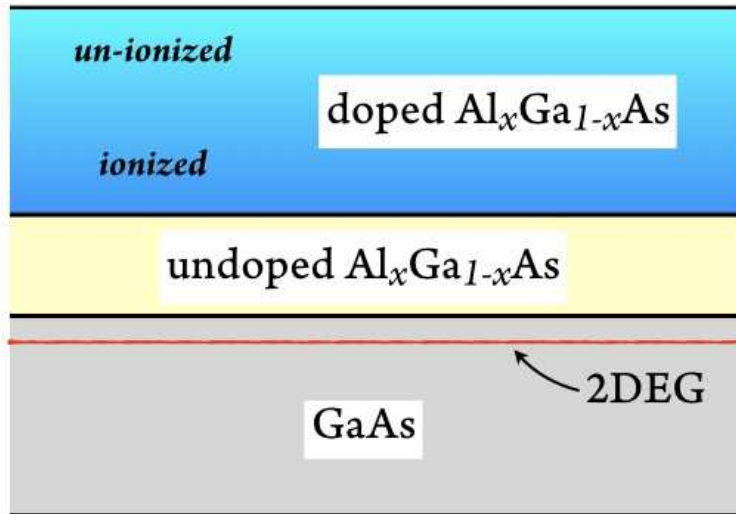 un-ionized
doped AlxGa1-xAs
ionized
undoped AlxGa1-xAs
2DEG
GaAs